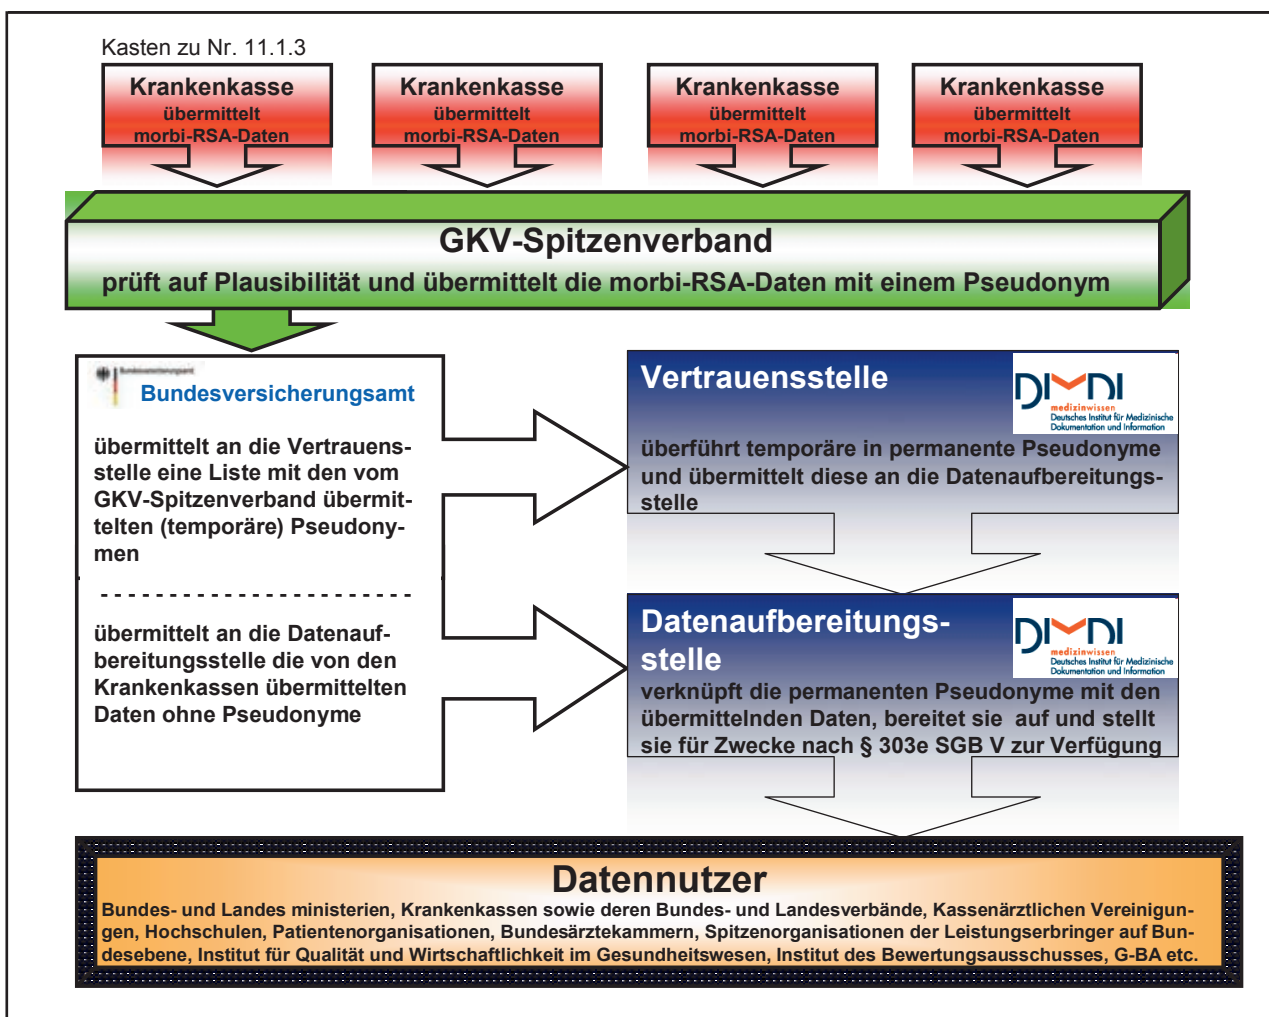 Kasten zu Nr. 11.1.3
Krankenkasse
übermittelt
morbi-RSA-Daten
Krankenkasse
übermittelt
morbi-RSA-Daten
Krankenkasse
übermittelt
morbi-RSA-Daten
Krankenkasse
übermittelt
morbi-RSA-Daten
GKV-Spitzenverband
prüft auf Plausibilität und übermittelt die morbi-RSA-Daten mit einem Pseudonym
Bundesversicherungsamt
Bundesversicherungsamt
übermittelt an die Vertrauens-
stelle eine Liste mit den vom
GKV-Spitzenverband übermit-
telten (temporäre) Pseudony-
men
- - - - - - - - - - - - - - - - - - - - - - -
übermittelt an die Datenauf-
bereitungsstelle die von den
Krankenkassen übermittelten
Daten ohne Pseudonyme
Vertrauensstelle
DIMDI
medizinwissen
Deutsches Institut für Medizinische
Dokumentation und Information
überführt temporäre in permanente Pseudonyme
und übermittelt diese an die Datenaufbereitungs-
stelle
Datenaufbereitungs-
stelle
DIMDI
medizinwissen
Deutsches Institut für Medizinische
Dokumentation und Information
verknüpft die permanenten Pseudonyme mit den
übermittelnden Daten, bereitet sie auf und stellt
sie für Zwecke nach § 303e SGB V zur Verfügung
Datennutzer
Bundes- und Landes ministerien, Krankenkassen sowie deren Bundes- und Landesverbände, Kassenärztlichen Vereinigun-
gen, Hochschulen, Patientenorganisationen, Bundesärztekammern, Spitzenorganisationen der Leistungserbringer auf Bun-
desebene, Institut für Qualität und Wirtschaftlichkeit im Gesundheitswesen, Institut des Bewertungsausschusses, G-BA etc.